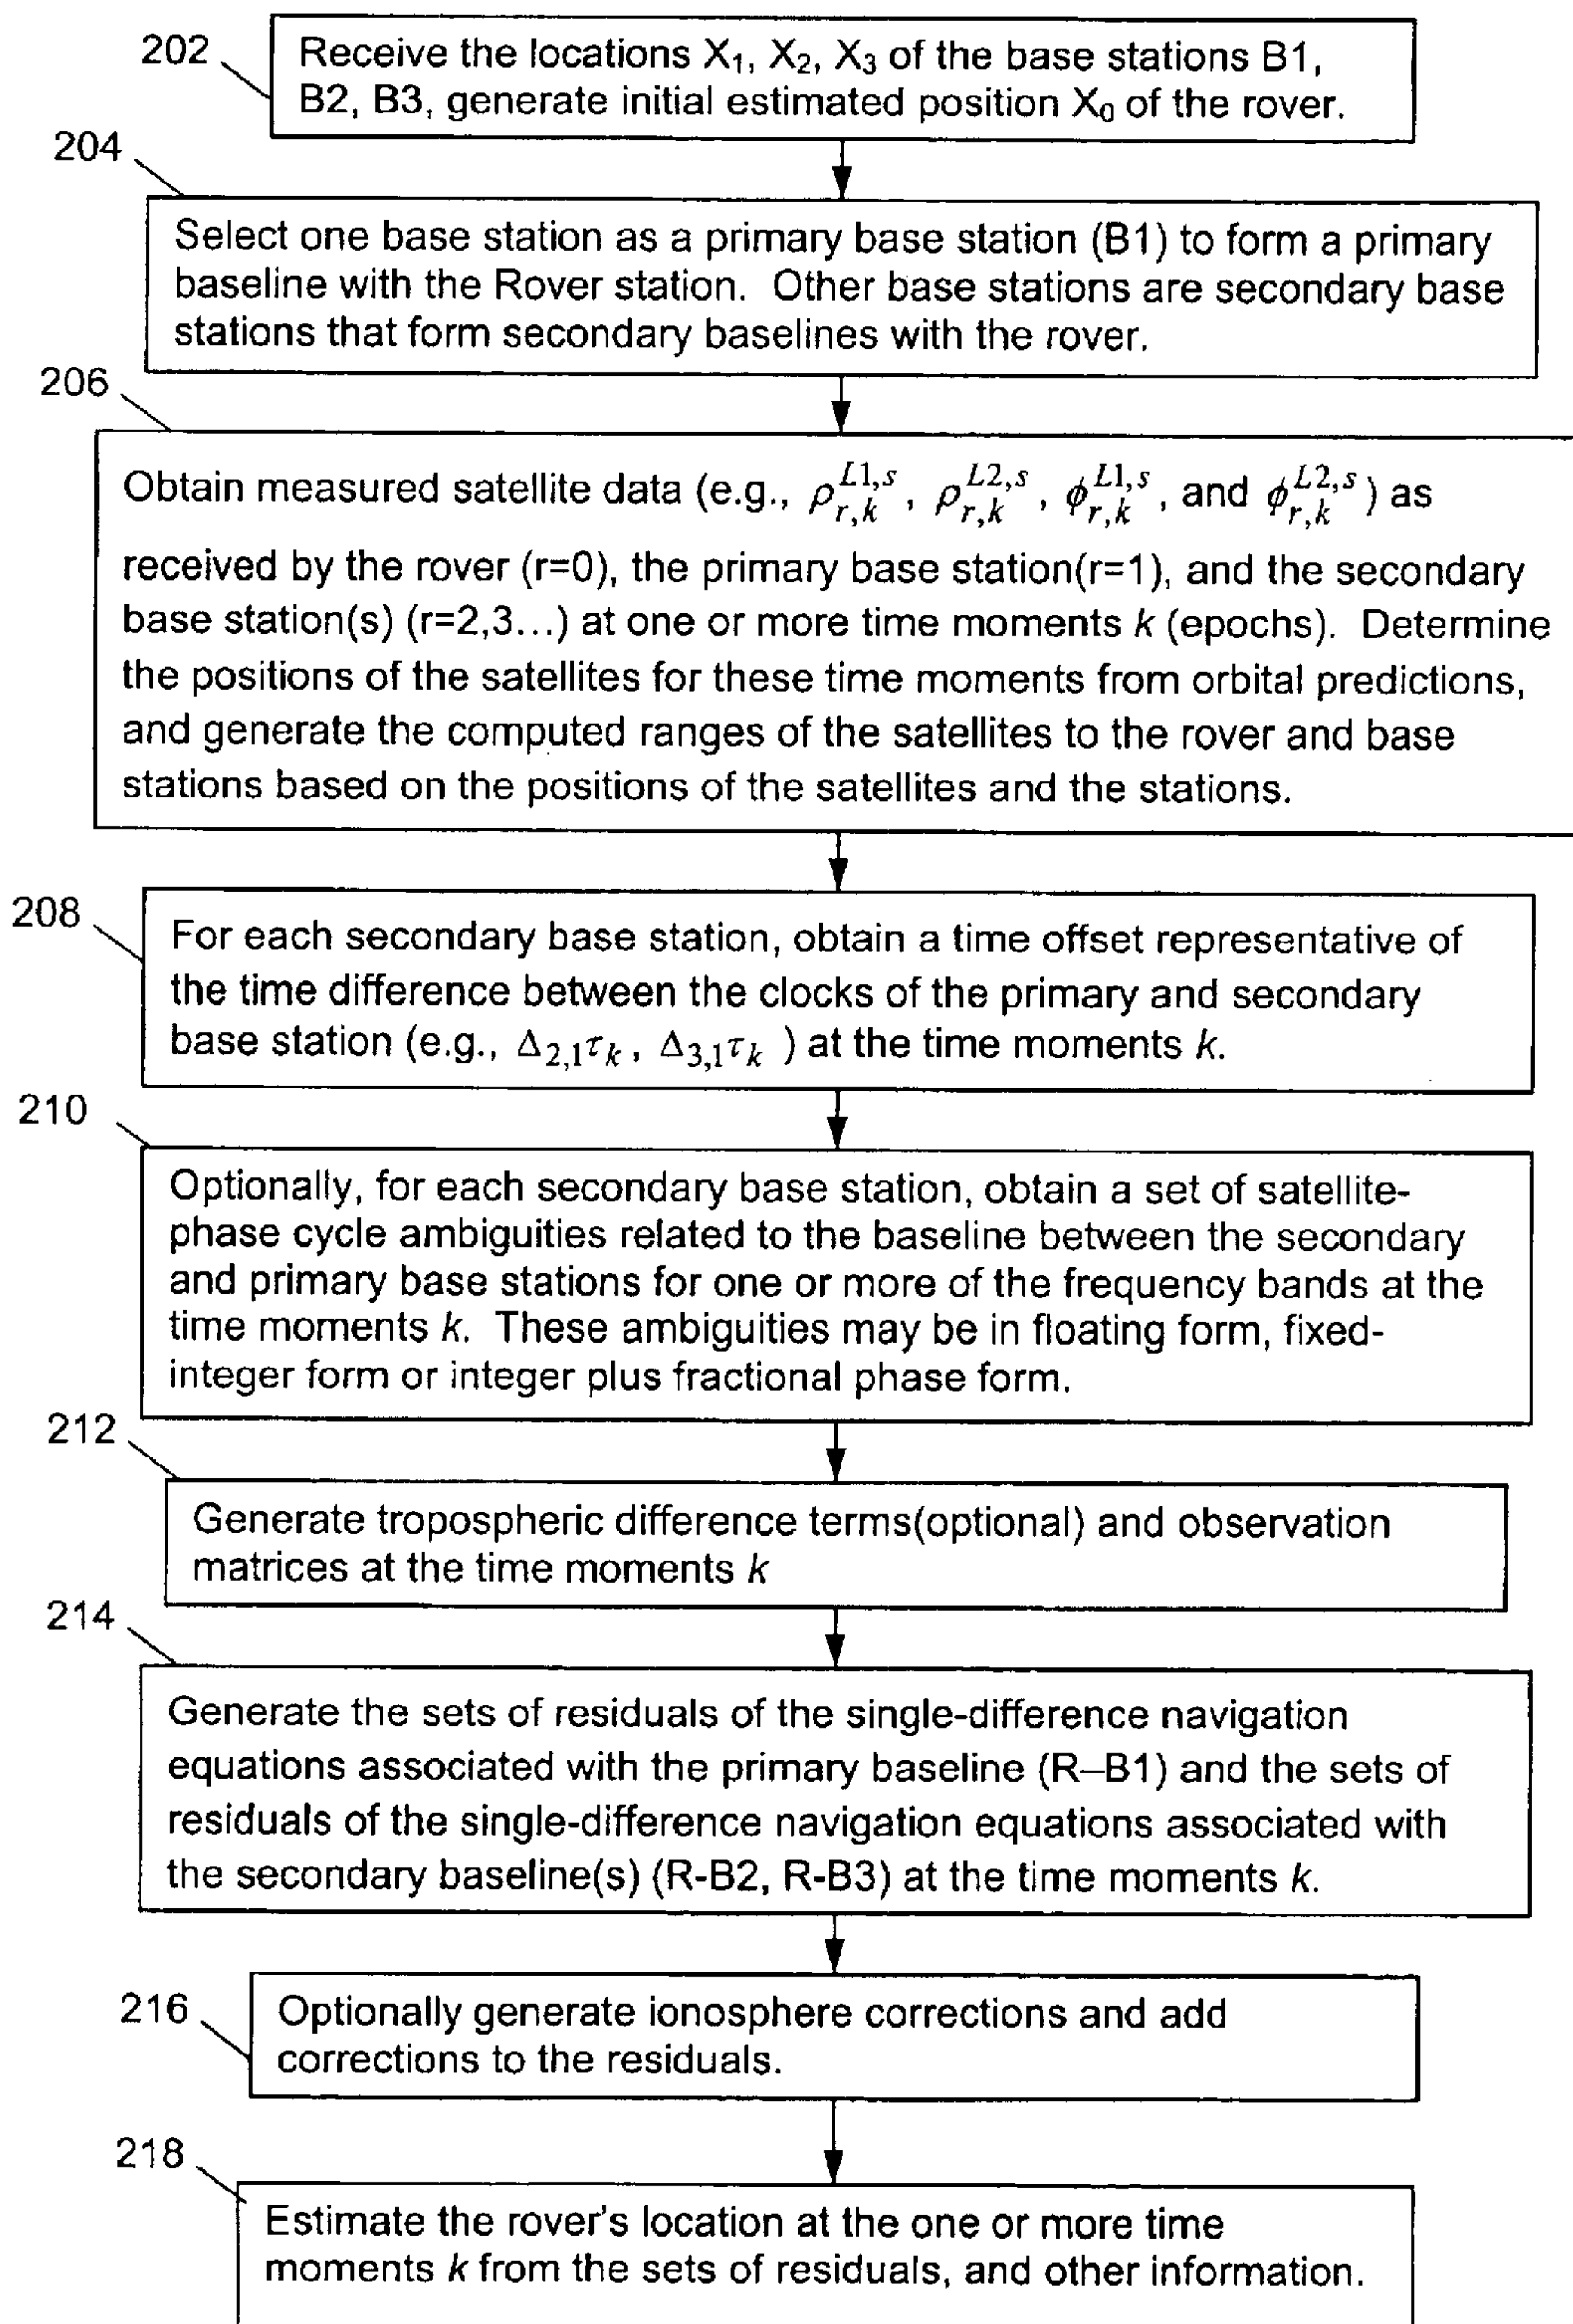 202
Receive the locations X₁, X₂, X₃ of the base stations B1,
B2, B3, generate initial estimated position X₀ of the rover.
204
Select one base station as a primary base station (B1) to form a primary
baseline with the Rover station. Other base stations are secondary base
stations that form secondary baselines with the rover.
206
Obtain measured satellite data (e.g., ρ_{r,k}^{L1,s}, ρ_{r,k}^{L2,s}, ϕ_{r,k}^{L1,s}, and ϕ_{r,k}^{L2,s}) as
received by the rover (r=0), the primary base station(r=1), and the secondary
base station(s) (r=2,3...) at one or more time moments k (epochs). Determine
the positions of the satellites for these time moments from orbital predictions,
and generate the computed ranges of the satellites to the rover and base
stations based on the positions of the satellites and the stations.
208
For each secondary base station, obtain a time offset representative of
the time difference between the clocks of the primary and secondary
base station (e.g., Δ_{2,1}τ_k, Δ_{3,1}τ_k ) at the time moments k.
210
Optionally, for each secondary base station, obtain a set of satellite-
phase cycle ambiguities related to the baseline between the secondary
and primary base stations for one or more of the frequency bands at the
time moments k. These ambiguities may be in floating form, fixed-
integer form or integer plus fractional phase form.
212
Generate tropospheric difference terms(optional) and observation
matrices at the time moments k
214
Generate the sets of residuals of the single-difference navigation
equations associated with the primary baseline (R–B1) and the sets of
residuals of the single-difference navigation equations associated with
the secondary baseline(s) (R-B2, R-B3) at the time moments k.
216
Optionally generate ionosphere corrections and add
corrections to the residuals.
218
Estimate the rover's location at the one or more time
moments k from the sets of residuals, and other information.